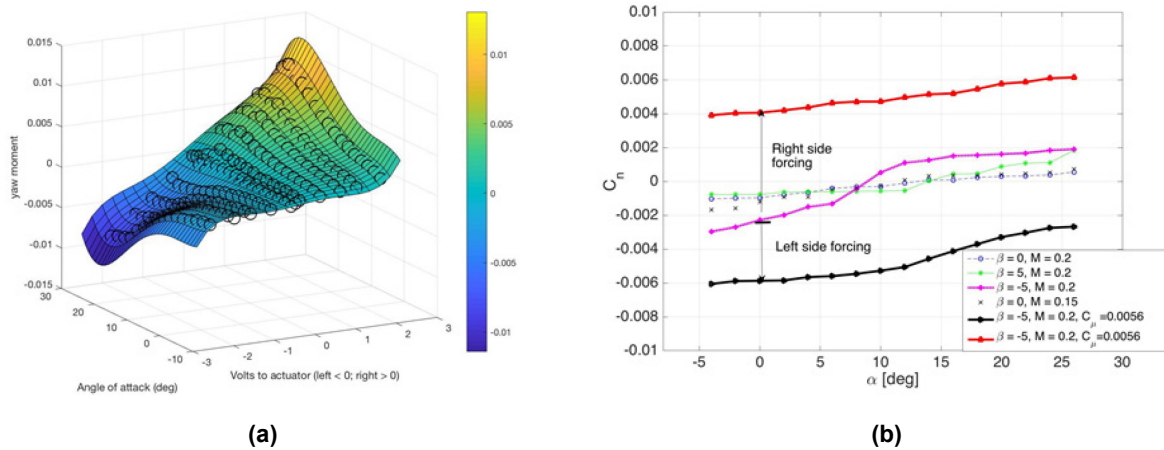 0.015
0.01
0.005
0
-0.005
-0.01
-0.015
yaw moment
30
20
10
0
-10
Angle of attack (deg)
-3
-2
-1
0
1
2
3
Volts to actuator (left < 0; right > 0)
0.01
0.005
0
-0.005
-0.01
(a)
0.01
0.008
0.006
0.004
0.002
0
-0.002
-0.004
-0.006
-0.008
-0.01
C_n
Right side
forcing
Left side forcing
β = 0, M = 0.2
β = 5, M = 0.2
β = -5, M = 0.2
β = 0, M = 0.15
β = -5, M = 0.2, C_μ=0.0056
β = -5, M = 0.2, C_μ=0.0056
-5
0
5
10
15
20
25
30
α [deg]
(b)